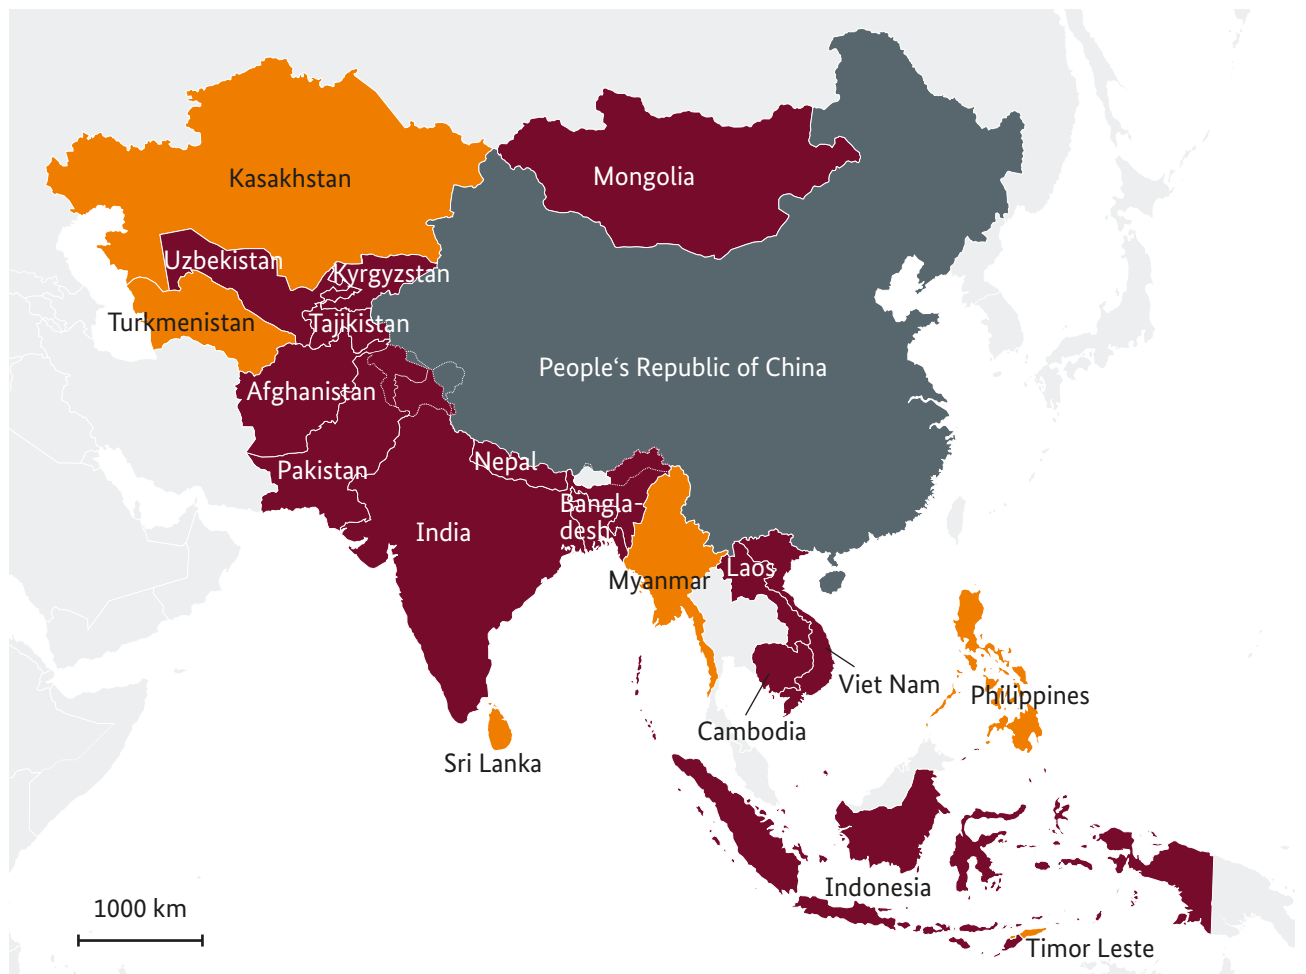 Kasakhstan
Mongolia
Uzbekistan
Kyrgyzstan
Turkmenistan
Tajikistan
People‘s Republic of China
Afghanistan
Pakistan
Nepal
India
Bangla-
desh
Laos
Myanmar
Viet Nam
Philippines
Cambodia
Sri Lanka
Indonesia
1000 km
Timor Leste